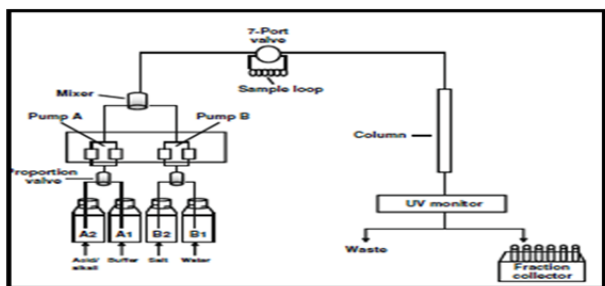 7-Port
valve
Sample loop
Mixer
Pump A
Pump B
Column
Proportion
valve
UV monitor
A2
A1
B2
B1
Waste
Acid/
alkali
Buffer
Salt
Water
Fraction
collector